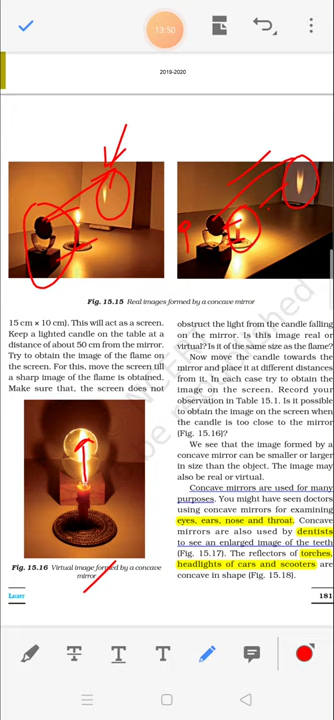 13:50
2019-2020
Fig. 15.15 Real images formed by a concave mirror
15 cm × 10 cm). This will act as a screen.
Keep a lighted candle on the table at a
distance of about 50 cm from the mirror.
Try to obtain the image of the flame on
the screen. For this, move the screen till
a sharp image of the flame is obtained.
Make sure that, the screen does not
Fig. 15.16 Virtual image formed by a concave
mirror
obstruct the light from the candle falling
on the mirror. Is this image real or
virtual? Is it of the same size as the flame?
Now move the candle towards the
mirror and place it at different distances
from it. In each case try to obtain the
image on the screen. Record your
observation in Table 15.1. Is it possible
to obtain the image on the screen when
the candle is too close to the mirror
(Fig. 15.16)?
We see that the image formed by a
concave mirror can be smaller or larger
in size than the object. The image may
also be real or virtual.
Concave mirrors are used for many
purposes. You might have seen doctors
using concave mirrors for examining
eyes, ears, nose and throat. Concave
mirrors are also used by dentists
to see an enlarged image of the teeth
(Fig. 15.17). The reflectors of torches,
headlights of cars and scooters are
concave in shape (Fig. 15.18).
LIGHT
181
T
T
T